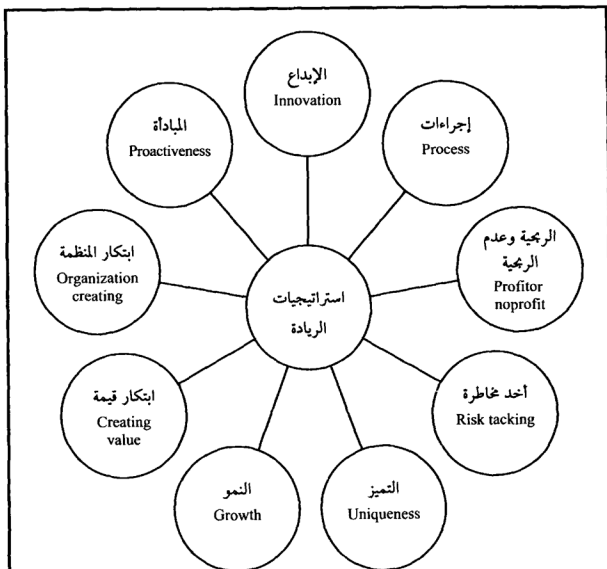 الإبداع
Innovation
إجراءات
Process
الربحية وعدم
الربحية
Profitor
noprofit
أخد مخاطرة
Risk tacking
التميز
Uniqueness
النمو
Growth
ابتكار قيمة
Creating
value
ابتكار المنظمة
Organization
creating
المبادأة
Proactiveness
استراتيجيات
الريادة